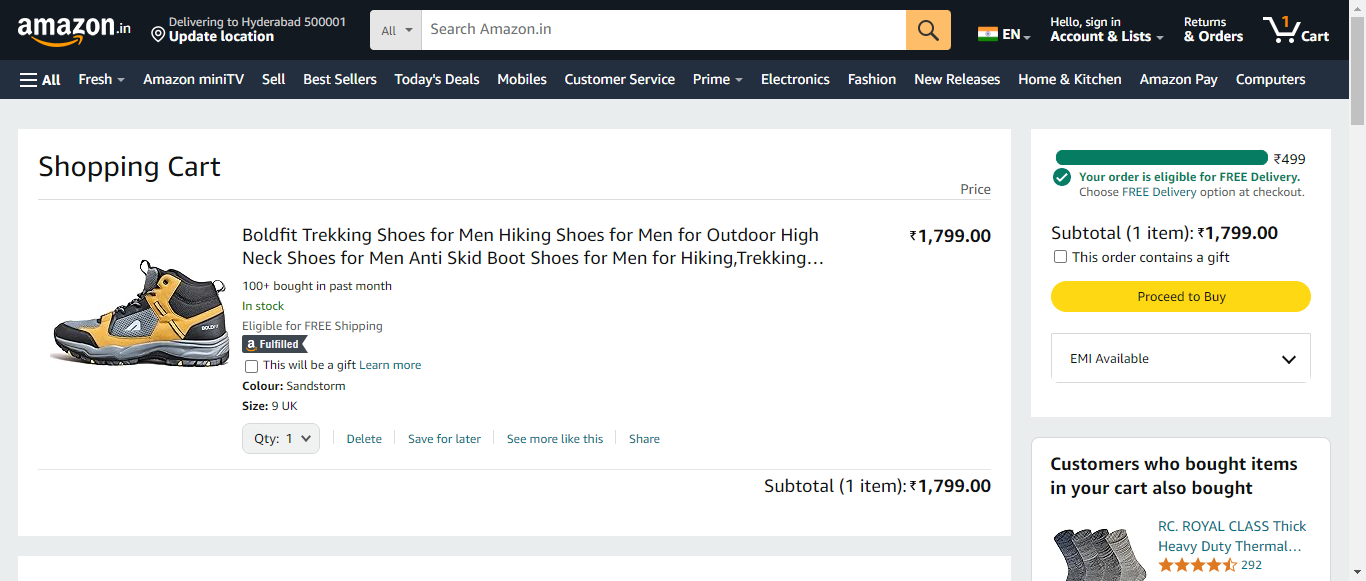 amazon.in
Delivering to Hyderabad 500001
Update location
All
Search Amazon.in
EN
Hello, sign in
Account & Lists
Returns
& Orders
1
Cart
All
Fresh
Amazon miniTV
Sell
Best Sellers
Today's Deals
Mobiles
Customer Service
Prime
Electronics
Fashion
New Releases
Home & Kitchen
Amazon Pay
Computers
Shopping Cart
Price
Boldfit Trekking Shoes for Men Hiking Shoes for Men for Outdoor High
Neck Shoes for Men Anti Skid Boot Shoes for Men for Hiking,Trekking…
₹1,799.00
100+ bought in past month
In stock
Eligible for FREE Shipping
a Fulfilled
This will be a gift Learn more
Colour: Sandstorm
Size: 9 UK
BOLDFIT
Qty: 1
Delete
Save for later
See more like this
Share
Subtotal (1 item): ₹1,799.00
₹499
Your order is eligible for FREE Delivery.
Choose FREE Delivery option at checkout.
Subtotal (1 item): ₹1,799.00
This order contains a gift
Proceed to Buy
EMI Available
Customers who bought items
in your cart also bought
RC. ROYAL CLASS Thick
Heavy Duty Thermal…
292